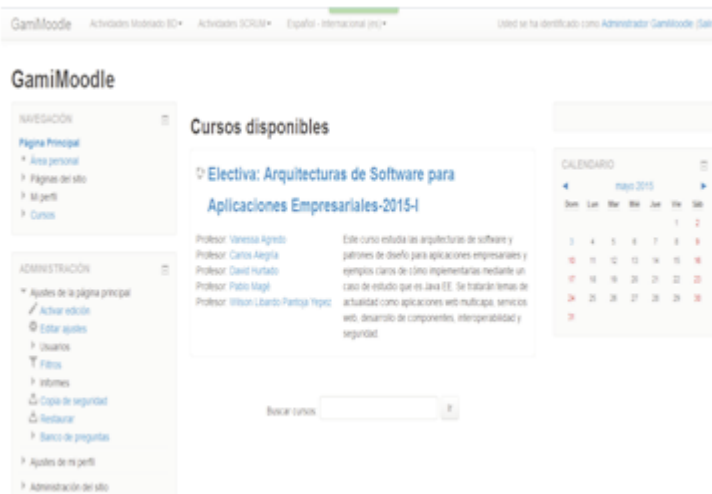 GamiMoodle Actividades Modelado BD Actividades SCRUM Español - Internacional (es) Usted se ha identificado como Administrador GamiMoodle (Sali
GamiMoodle
NAVEGACIÓN
Página Principal
Área personal
Páginas del sitio
Mi perfil
Cursos
ADMINISTRACIÓN
Ajustes de la página principal
Activar edición
Editar ajustes
Usuarios
Filtros
Informes
Copia de seguridad
Restaurar
Banco de preguntas
Ajustes de mi perfil
Administración del sitio
Cursos disponibles
Electiva: Arquitecturas de Software para
Aplicaciones Empresariales-2015-I
Profesor: Vanessa Agredo
Profesor: Carlos Alegría
Profesor: David Hurtado
Profesor: Pablo Magé
Profesor: Wilson Libardo Pantoja Yepez
Este curso estudia las arquitecturas de software y
patrones de diseño para aplicaciones empresariales y
ejemplos claros de cómo implementarlas mediante un
caso de estudio que es Java EE. Se tratarán temas de
actualidad como aplicaciones web multicapa, servicios
web, desarrollo de componentes, interoperabilidad y
seguridad.
Buscar cursos Ir
CALENDARIO
mayo 2015
Dom Lun Mar Mié Jue Vie Sáb
1 2
3 4 5 6 7 8 9
10 11 12 13 14 15 16
17 18 19 20 21 22 23
24 25 26 27 28 29 30
31